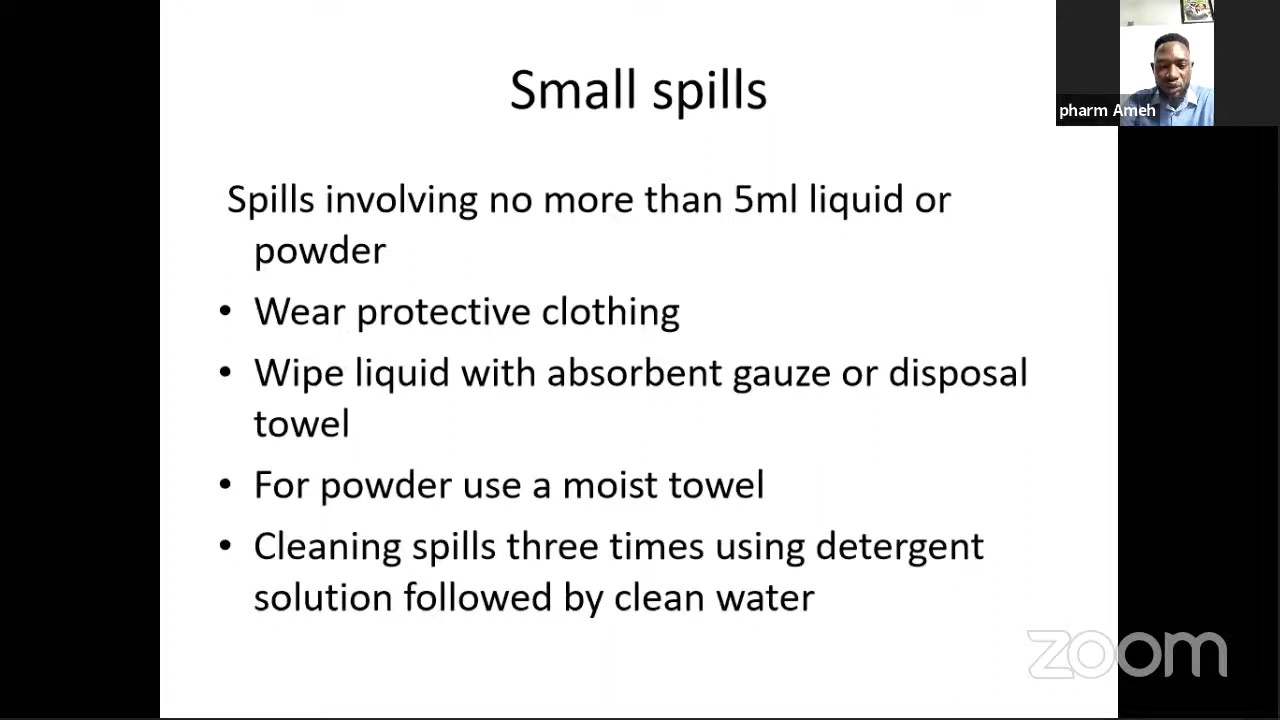 Small spills
pharm Ameh
Spills involving no more than 5ml liquid or
powder
• Wear protective clothing
• Wipe liquid with absorbent gauze or disposal
towel
• For powder use a moist towel
• Cleaning spills three times using detergent
solution followed by clean water
zoom